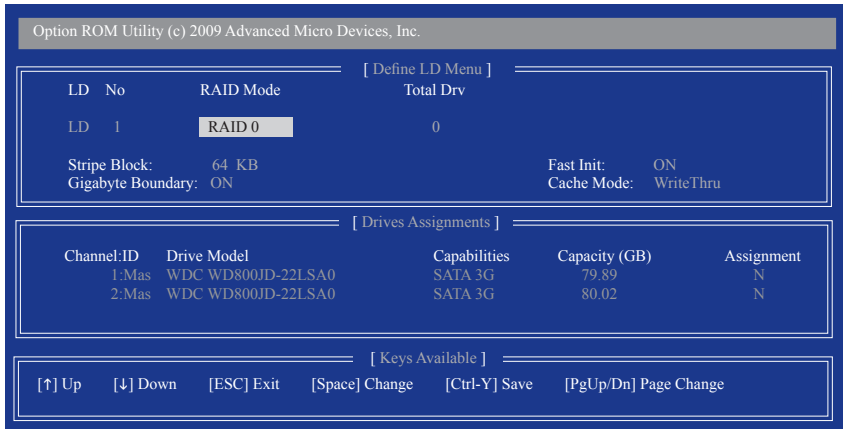 Option ROM Utility (c) 2009 Advanced Micro Devices, Inc.
[ Define LD Menu ]
LD No RAID Mode Total Drv
LD 1 RAID 0 0
Stripe Block: 64 KB Fast Init: ON
Gigabyte Boundary: ON Cache Mode: WriteThru
[ Drives Assignments ]
Channel:ID Drive Model Capabilities Capacity (GB) Assignment
1:Mas WDC WD800JD-22LSA0 SATA 3G 79.89 N
2:Mas WDC WD800JD-22LSA0 SATA 3G 80.02 N
[ Keys Available ]
[↑] Up [↓] Down [ESC] Exit [Space] Change [Ctrl-Y] Save [PgUp/Dn] Page Change